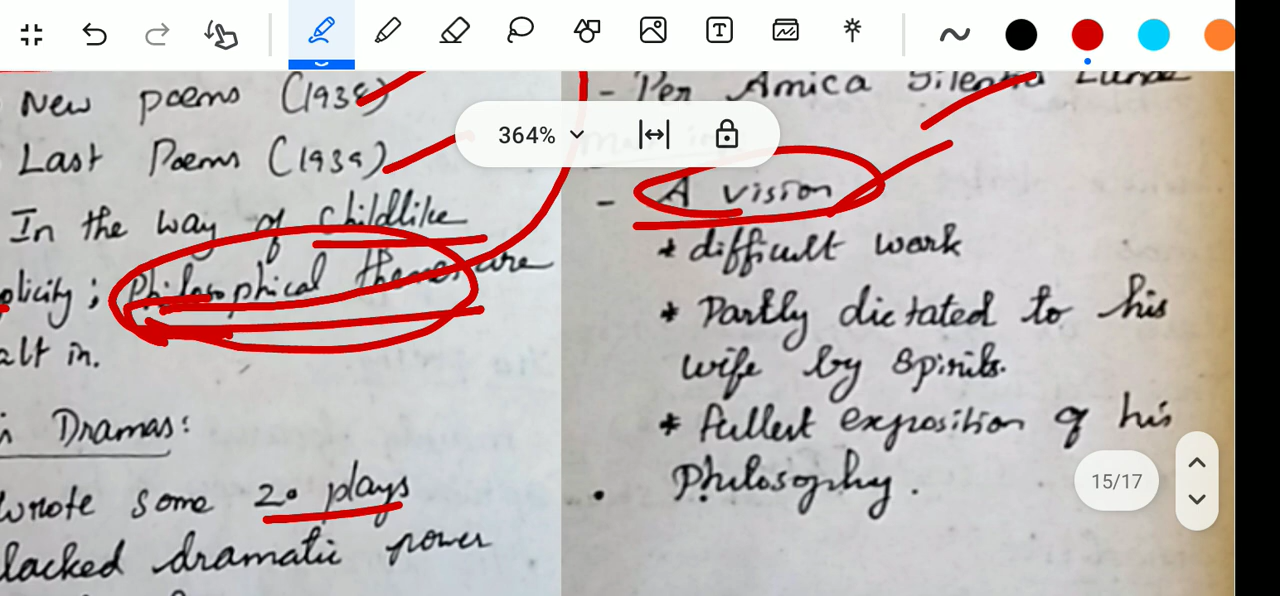 New poems (1938)
Last Poems (1939)
In the way of childlike
plicity; Philosophical themes are
alt in.
Dramas:
wrote some 20 plays
lacked dramatic power
364%
- Per Amica Silentia Lunae
- A vision
* difficult work
* Partly dictated to his
wife by spirits.
* fullest exposition of his
Philosophy.
15/17